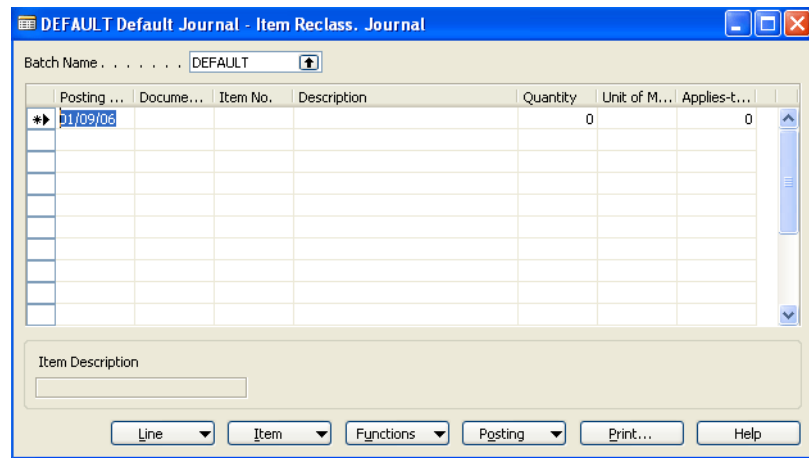 DEFAULT Default Journal - Item Reclass. Journal
Batch Name . . . . . . . DEFAULT
Posting ... Docume... Item No. Description Quantity Unit of M... Applies-t...
01/09/06 0 0
Item Description
Line Item Functions Posting Print... Help